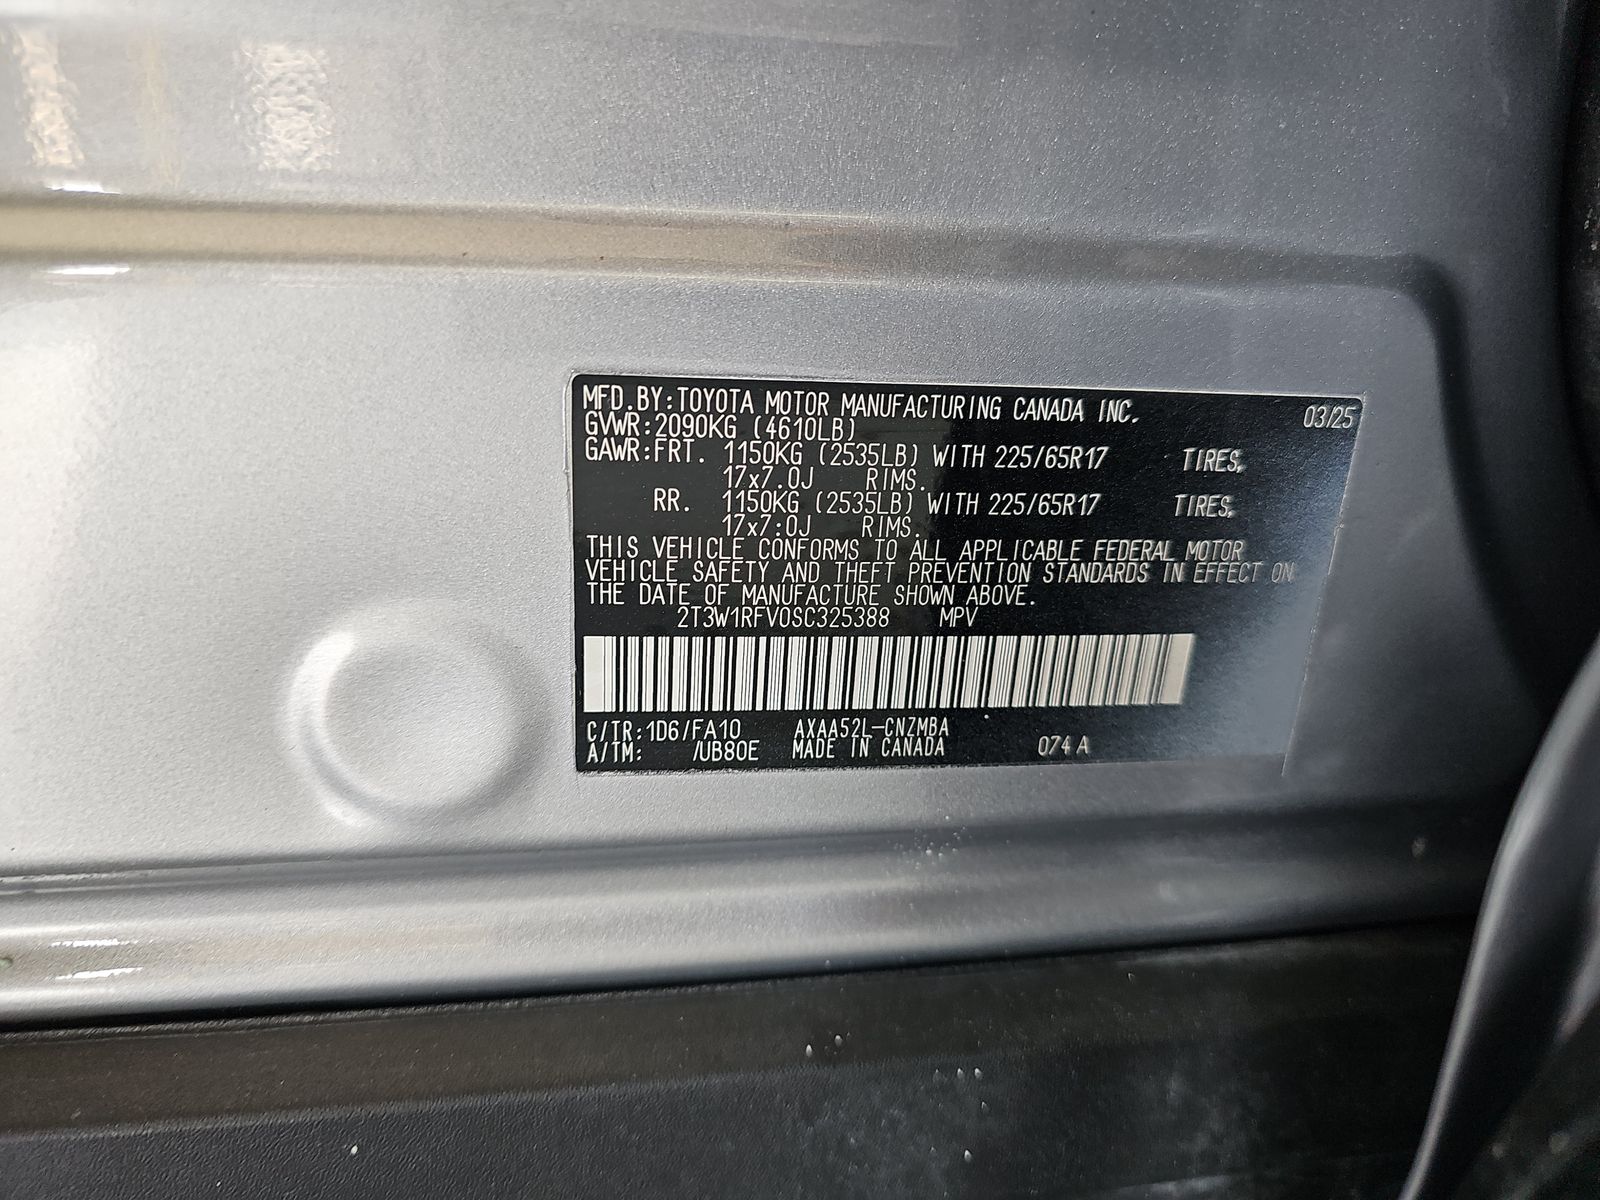 MFD.BY:TOYOTA MOTOR MANUFACTURING CANADA INC. 03/25
GVWR:2090KG (4610LB)
GAWR:FRT. 1150KG (2535LB) WITH 225/65R17 TIRES,
17x7.0J RIMS.
RR. 1150KG (2535LB) WITH 225/65R17 TIRES,
17x7.0J RIMS.
THIS VEHICLE CONFORMS TO ALL APPLICABLE FEDERAL MOTOR
VEHICLE SAFETY AND THEFT PREVENTION STANDARDS IN EFFECT ON
THE DATE OF MANUFACTURE SHOWN ABOVE.
2T3W1RFV0SC325388 MPV
C/TR:1D6/FA10 AXAA52L-CNZMBA
A/TM: /UB80E MADE IN CANADA 074A